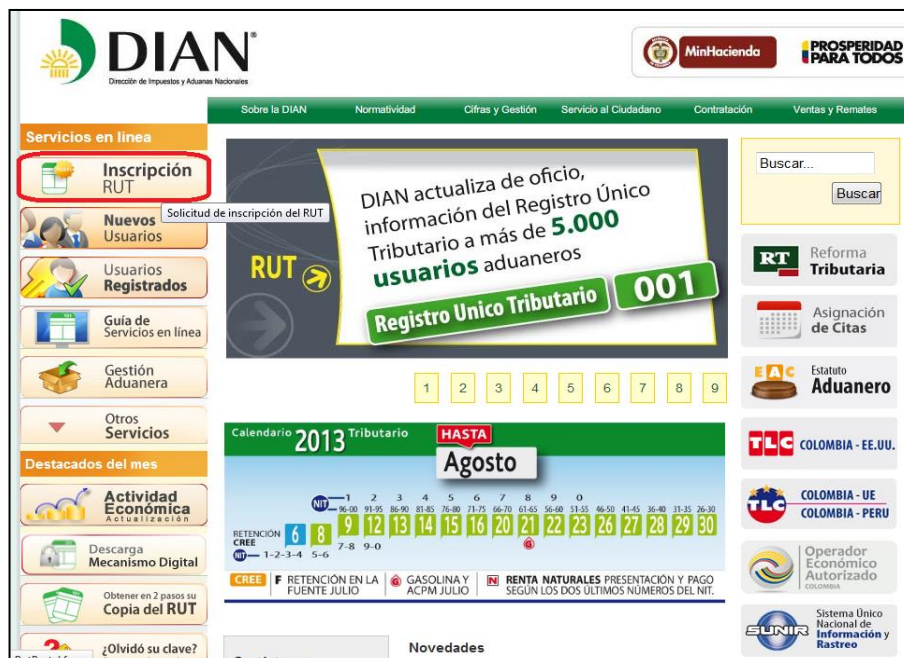 DIAN
Dirección de Impuestos y Aduanas Nacionales
MinHacienda
PROSPERIDAD
PARA TODOS
Sobre la DIAN Normatividad Cifras y Gestión Servicio al Ciudadano Contratación Ventas y Remates
Servicios en línea
Inscripción
RUT
Solicitud de inscripción del RUT
Nuevos
Usuarios
Usuarios
Registrados
Guía de
Servicios en línea
Gestión
Aduanera
Otros
Servicios
Destacados del mes
Actividad
Económica
Actualización
Descarga
Mecanismo Digital
Obtener en 2 pasos su
Copia del RUT
¿Olvidó su clave?
RUT
DIAN actualiza de oficio,
información del Registro Único
Tributario a más de 5.000
usuarios aduaneros
Registro Unico Tributario 001
1 2 3 4 5 6 7 8 9
Calendario 2013 Tributario
HASTA
Agosto
NIT 1 2 3 4 5 6 7 8 9 0
96-00 91-95 86-90 81-85 76-80 71-75 66-70 61-65 56-60 51-55 46-50 41-45 36-40 31-35 26-30
RETENCIÓN
CREE
6 8 9 12 13 14 15 16 20 21 22 23 26 27 28 29 30
NIT 1-2-3-4 5-6 7-8 9-0
G
CREE F RETENCIÓN EN LA FUENTE JULIO G GASOLINA Y ACPM JULIO N RENTA NATURALES PRESENTACIÓN Y PAGO SEGÚN LOS DOS ÚLTIMOS NÚMEROS DEL NIT.
Novedades
Buscar...
Buscar
RT Reforma
Tributaria
Asignación
de Citas
EAC Estatuto
Aduanero
TLC COLOMBIA - EE.UU.
TLC COLOMBIA - UE
COLOMBIA - PERU
Operador
Económico
Autorizado
COLOMBIA
SUNIR
Sistema Único
Nacional de
Información y
Rastreo